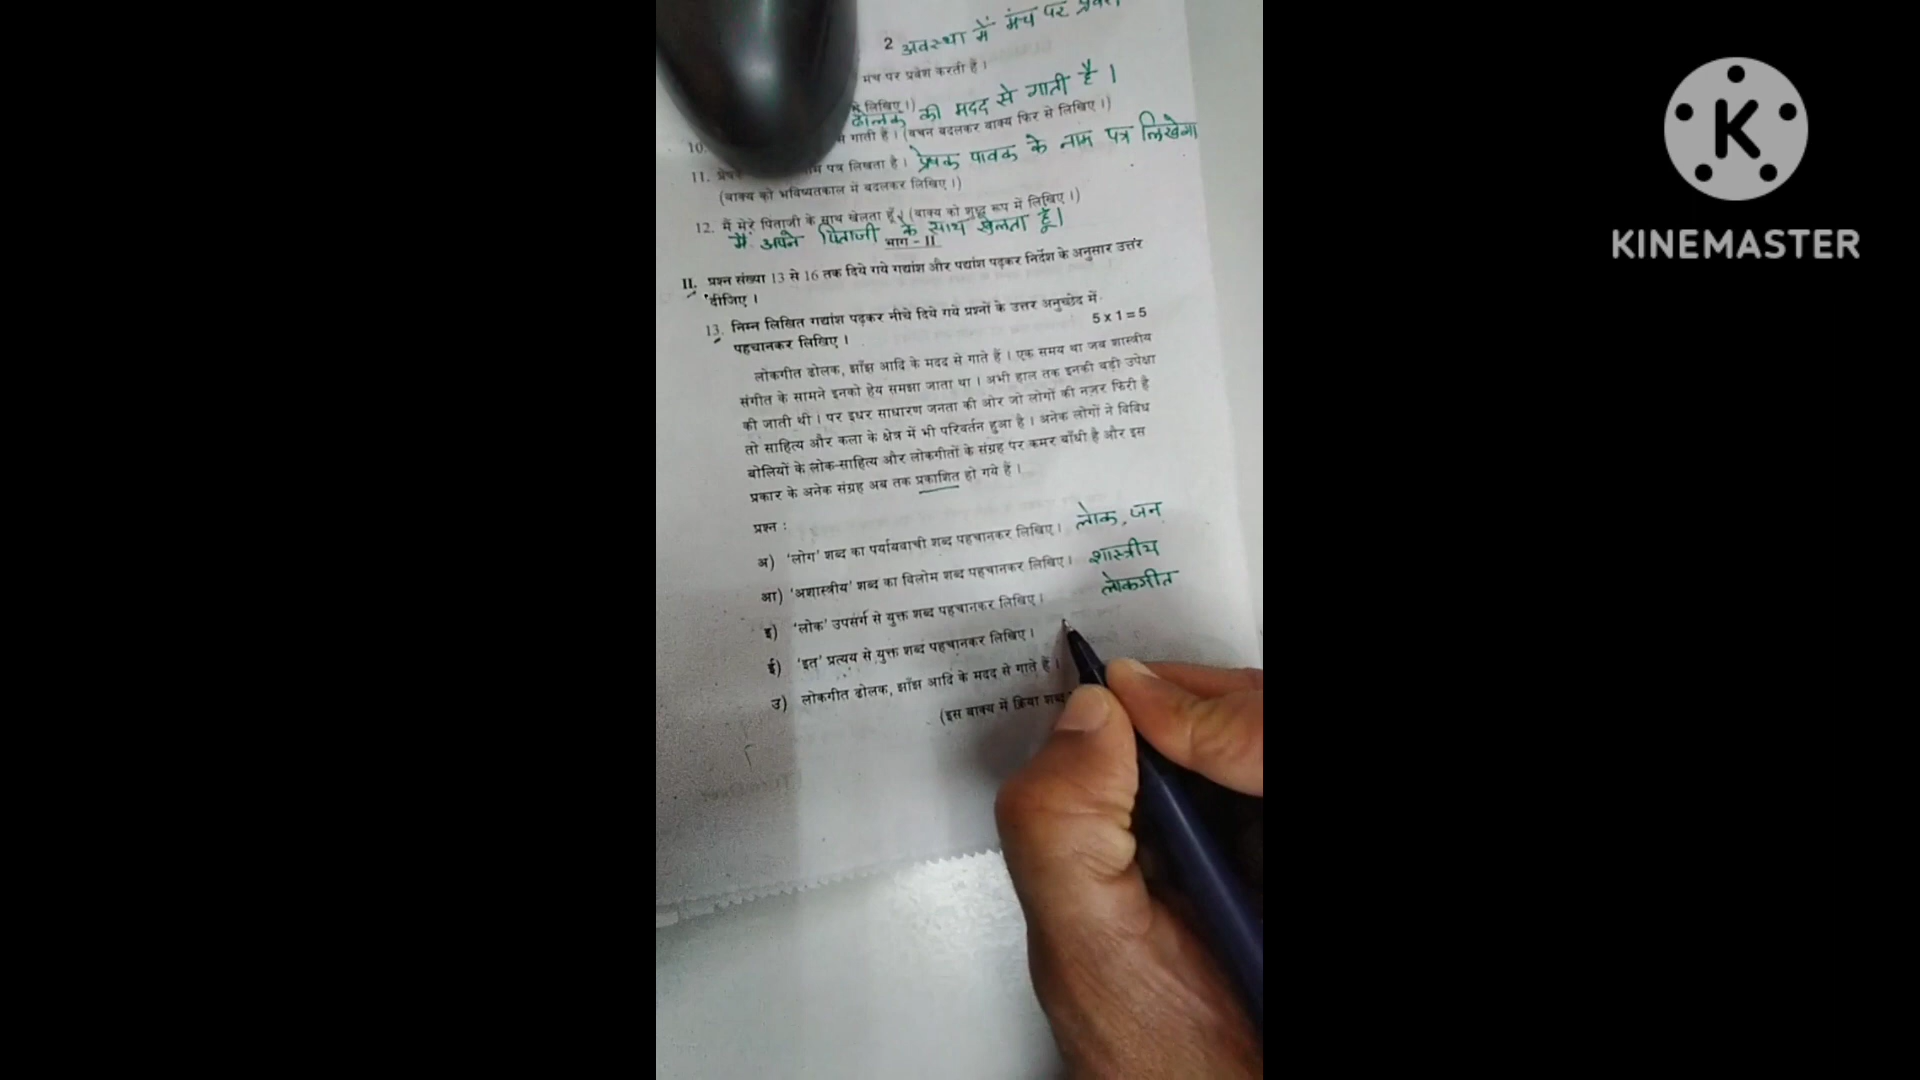 2 अवस्था में मंच पर
मंच पर प्रवेश करती है ।
लिखिए ।)
ढोलक की मदद से गाती है ।
10. गाती हैं । (वचन बदलकर वाक्य फिर से लिखिए ।)
11. पत्र लिखता है । प्रेषक पावक के नाम पत्र लिखेगा
(वाक्य को भविष्यतकाल में बदलकर लिखिए ।)
12. मैं मेरे पिताजी के साथ खेलता हूँ । (वाक्य को शुद्ध रूप में लिखिए ।)
मैं अपने पिताजी के साथ खेलता हूँ ।
भाग - II
II. प्रश्न संख्या 13 से 16 तक दिये गये गद्यांश और पद्यांश पढ़कर निर्देश के अनुसार उत्तर
दीजिए ।
13. निम्न लिखित गद्यांश पढ़कर नीचे दिये गये प्रश्नों के उत्तर अनुच्छेद में
पहचानकर लिखिए । 5 x 1 = 5
लोकगीत ढोलक, झाँझ आदि के मदद से गाते हैं । एक समय था जब शास्त्रीय
संगीत के सामने इनको हेय समझा जाता था । अभी हाल तक इनकी बड़ी उपेक्षा
की जाती थी । पर इधर साधारण जनता की ओर जो लोगों की नज़र फिरी है
तो साहित्य और कला के क्षेत्र में भी परिवर्तन हुआ है । अनेक लोगों ने विविध
बोलियों के लोक-साहित्य और लोकगीतों के संग्रह पर कमर बाँधी है और इस
प्रकार के अनेक संग्रह अब तक प्रकाशित हो गये हैं ।
प्रश्न :
अ) 'लोग' शब्द का पर्यायवाची शब्द पहचानकर लिखिए । लोक, जन
आ) 'अशास्त्रीय' शब्द का विलोम शब्द पहचानकर लिखिए । शास्त्रीय
इ) 'लोक' उपसर्ग से युक्त शब्द पहचानकर लिखिए । लोकगीत
ई) 'इत' प्रत्यय से युक्त शब्द पहचानकर लिखिए ।
उ) लोकगीत ढोलक, झाँझ आदि के मदद से गाते हैं ।
(इस वाक्य में क्रिया शब्द
K
KINEMASTER